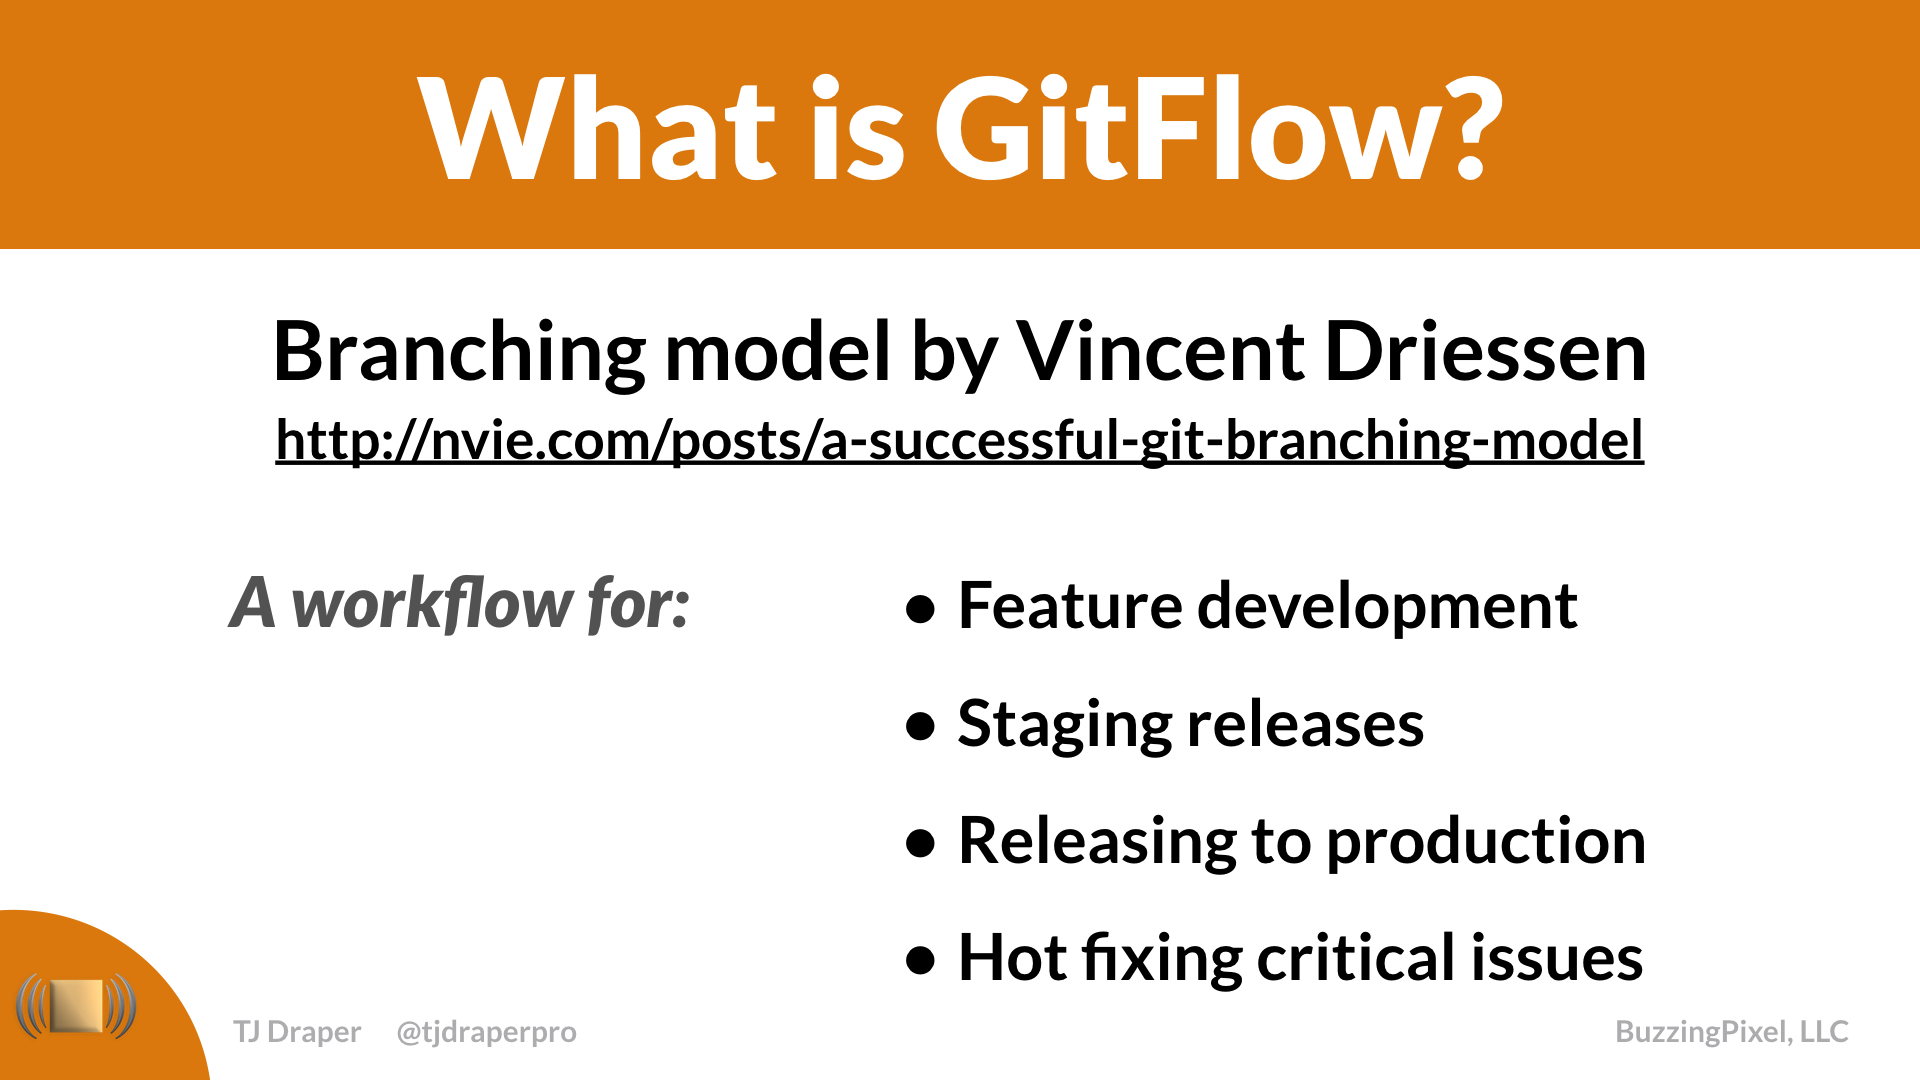 What is GitFlow?
Branching model by Vincent Driessen
http://nvie.com/posts/a-successful-git-branching-model
A workflow for:
• Feature development
• Staging releases
• Releasing to production
• Hot fixing critical issues
TJ Draper @tjdraperpro
BuzzingPixel, LLC